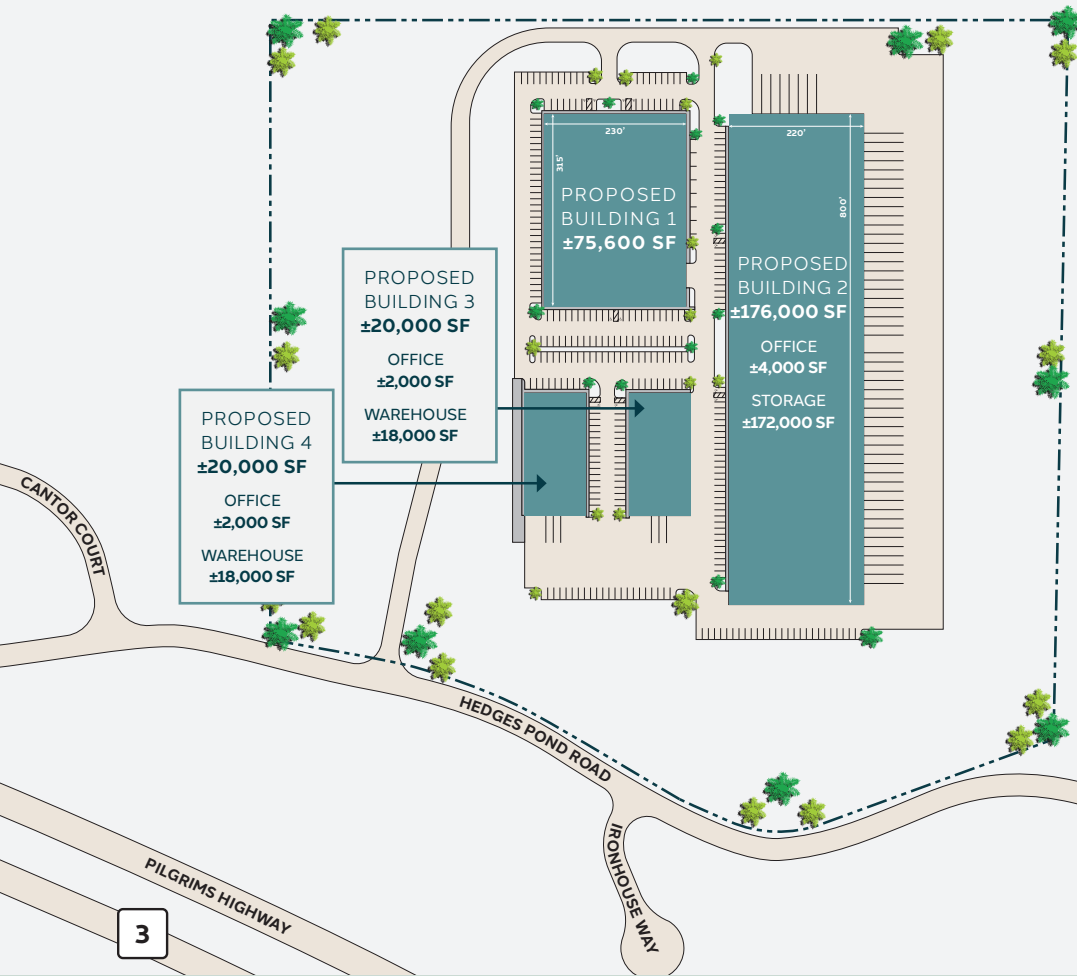 230'
315'
PROPOSED
BUILDING 1
±75,600 SF
220'
800'
PROPOSED
BUILDING 2
±176,000 SF
OFFICE
±4,000 SF
STORAGE
±172,000 SF
PROPOSED
BUILDING 3
±20,000 SF
OFFICE
±2,000 SF
WAREHOUSE
±18,000 SF
PROPOSED
BUILDING 4
±20,000 SF
OFFICE
±2,000 SF
WAREHOUSE
±18,000 SF
CANTOR COURT
HEDGES POND ROAD
IRONHOUSE WAY
PILGRIMS HIGHWAY
3